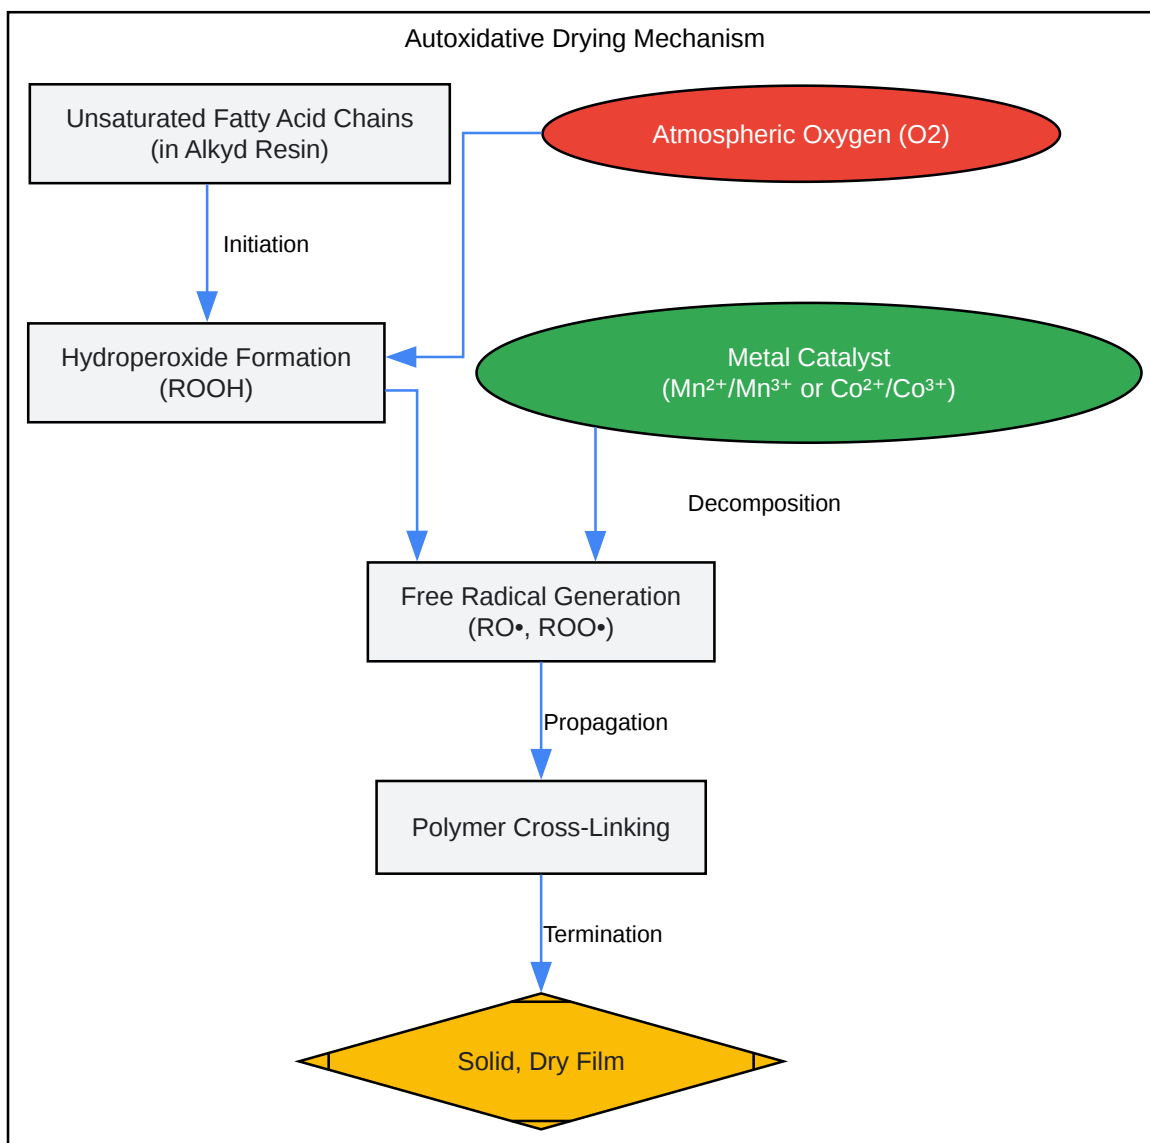 Autoxidative Drying Mechanism
Unsaturated Fatty Acid Chains
(in Alkyd Resin)
Atmospheric Oxygen (O2)
Initiation
Hydroperoxide Formation
(ROOH)
Metal Catalyst
(Mn²⁺/Mn³⁺ or Co²⁺/Co³⁺)
Decomposition
Free Radical Generation
(RO•, ROO•)
Propagation
Polymer Cross-Linking
Termination
Solid, Dry Film